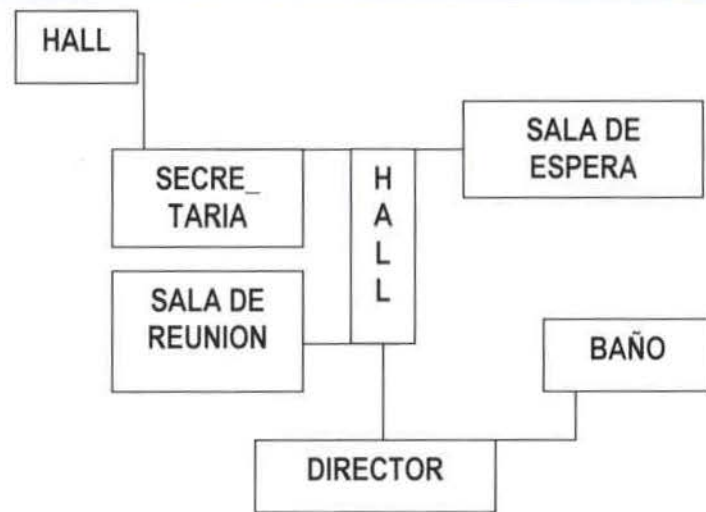 HALL
SALA DE
ESPERA
SECRE_
TARIA
H
A
L
L
SALA DE
REUNION
BAÑO
DIRECTOR